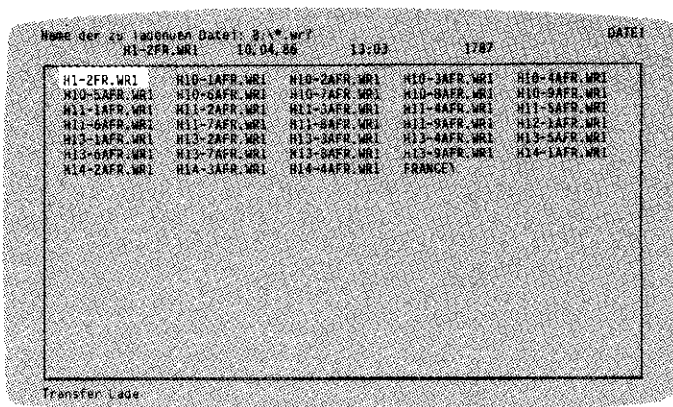 Name der zu ladenden Datei: B:\*.wr? DATEI
H1-2FR.WR1 10.04.86 13:03 1787
H1-2FR.WR1 H10-1AFR.WR1 H10-2AFR.WR1 H10-3AFR.WR1 H10-4AFR.WR1
H10-5AFR.WR1 H10-6AFR.WR1 H10-7AFR.WR1 H10-8AFR.WR1 H10-9AFR.WR1
H11-1AFR.WR1 H11-2AFR.WR1 H11-3AFR.WR1 H11-4AFR.WR1 H11-5AFR.WR1
H11-6AFR.WR1 H11-7AFR.WR1 H11-8AFR.WR1 H11-9AFR.WR1 H12-1AFR.WR1
H13-1AFR.WR1 H13-2AFR.WR1 H13-3AFR.WR1 H13-4AFR.WR1 H13-5AFR.WR1
H13-6AFR.WR1 H13-7AFR.WR1 H13-8AFR.WR1 H13-9AFR.WR1 H14-1AFR.WR1
H14-2AFR.WR1 H14-3AFR.WR1 H14-4AFR.WR1 FRANGE\
Transfer Lade